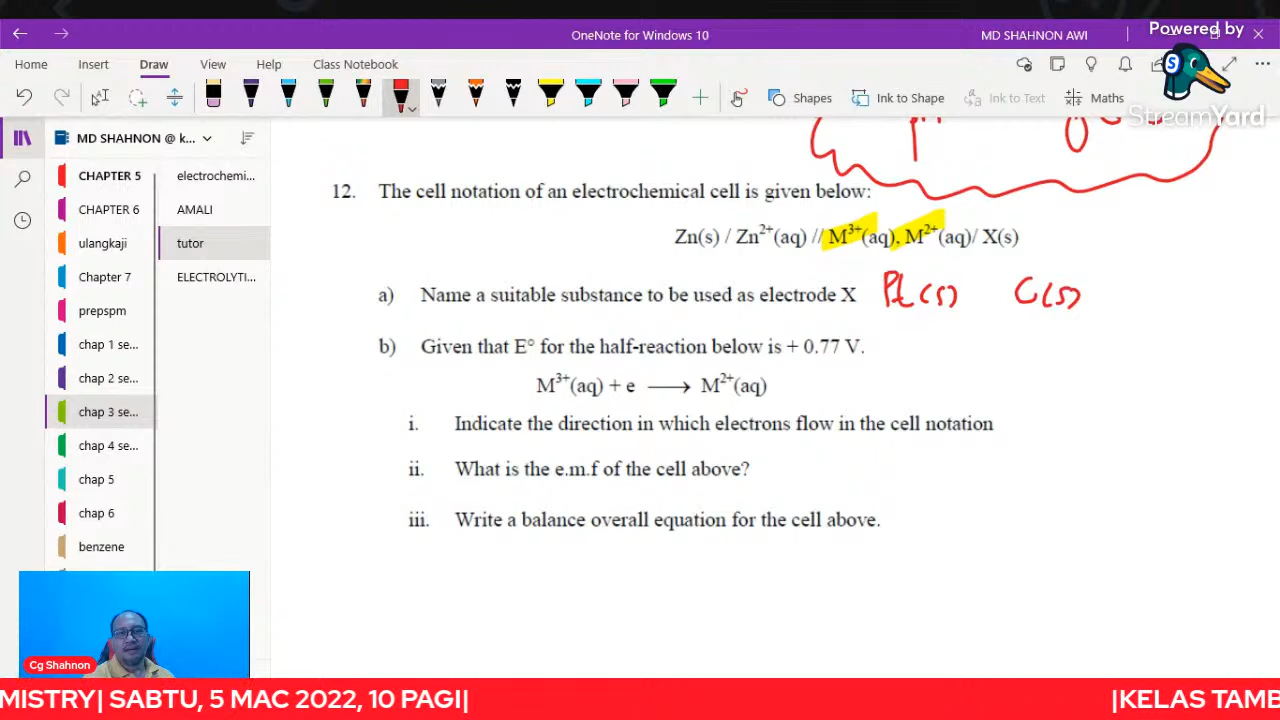 OneNote for Windows 10
MD SHAHNON AWI
Powered by
StreamYard
Home Insert Draw View Help Class Notebook
Shapes Ink to Shape Ink to Text Maths
MD SHAHNON @ k...
CHAPTER 5
CHAPTER 6
ulangkaji
Chapter 7
prepspm
chap 1 se...
chap 2 se...
chap 3 se...
chap 4 se...
chap 5
chap 6
benzene
electrochemi...
AMALI
tutor
ELECTROLYTI...
12. The cell notation of an electrochemical cell is given below:
Zn(s) / Zn²⁺(aq) // M³⁺(aq), M²⁺(aq)/ X(s)
a) Name a suitable substance to be used as electrode X Pt(s) C(s)
b) Given that E° for the half-reaction below is + 0.77 V.
M³⁺(aq) + e ⟶ M²⁺(aq)
i. Indicate the direction in which electrons flow in the cell notation
ii. What is the e.m.f of the cell above?
iii. Write a balance overall equation for the cell above.
Cg Shahnon
MISTRY| SABTU, 5 MAC 2022, 10 PAGI|| |KELAS TAMB